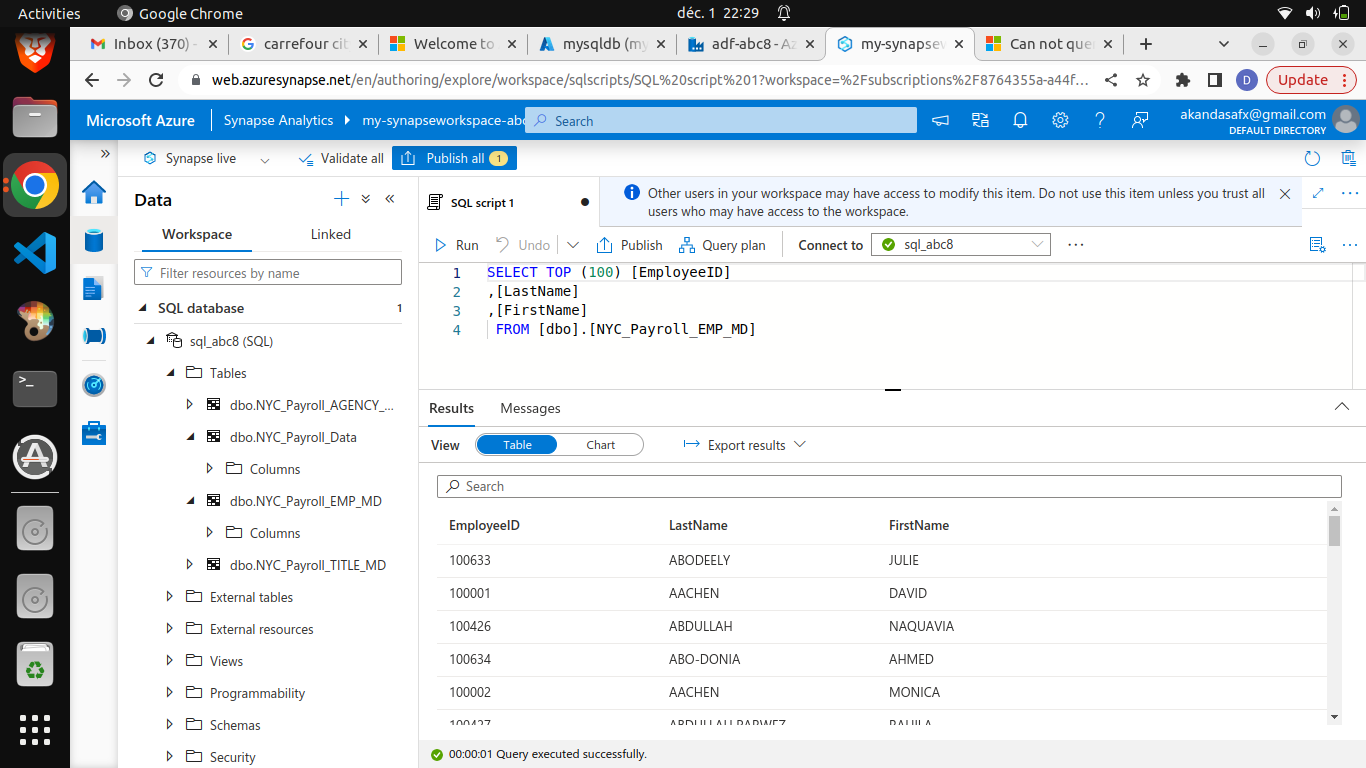 Activities
Google Chrome
déc. 1 22:29
Inbox (370) -
carrefour cit
Welcome to
mysqldb (my
adf-abc8 - Az
my-synapsew
Can not que
web.azuresynapse.net/en/authoring/explore/workspace/sqlscripts/SQL%20script%201?workspace=%2Fsubscriptions%2F8764355a-a44f...
D
Update
Microsoft Azure
Synapse Analytics
my-synapseworkspace-abc
Search
akandasafx@gmail.com
DEFAULT DIRECTORY
Synapse live
Validate all
Publish all 1
Data
Workspace
Linked
Filter resources by name
SQL database
1
sql_abc8 (SQL)
Tables
dbo.NYC_Payroll_AGENCY_...
dbo.NYC_Payroll_Data
Columns
dbo.NYC_Payroll_EMP_MD
Columns
dbo.NYC_Payroll_TITLE_MD
External tables
External resources
Views
Programmability
Schemas
Security
SQL script 1
Other users in your workspace may have access to modify this item. Do not use this item unless you trust all
users who may have access to the workspace.
Run
Undo
Publish
Query plan
Connect to
sql_abc8
1 SELECT TOP (100) [EmployeeID]
2 ,[LastName]
3 ,[FirstName]
4 FROM [dbo].[NYC_Payroll_EMP_MD]
Results
Messages
View
Table
Chart
Export results
Search
EmployeeID LastName FirstName
100633 ABODEELY JULIE
100001 AACHEN DAVID
100426 ABDULLAH NAQUAVIA
100634 ABO-DONIA AHMED
100002 AACHEN MONICA
100427 ABDULLAH PARWEZ
00:00:01 Query executed successfully.